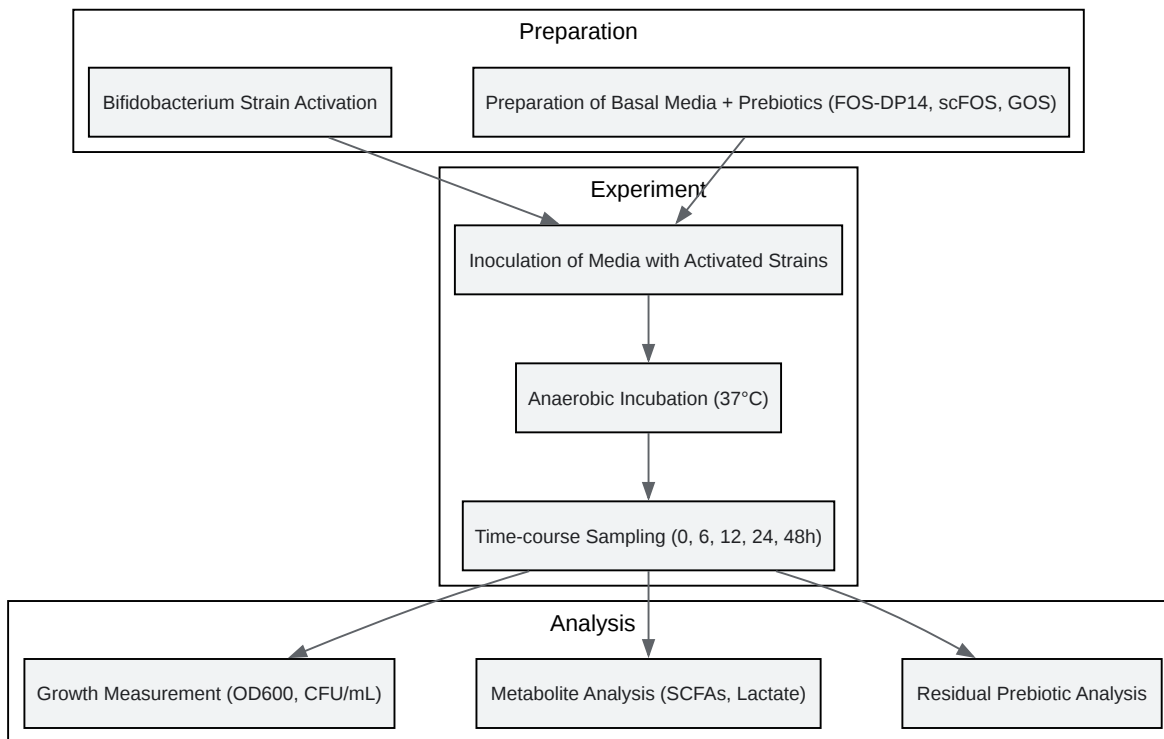 Preparation
Bifidobacterium Strain Activation
Preparation of Basal Media + Prebiotics (FOS-DP14, scFOS, GOS)
Experiment
Inoculation of Media with Activated Strains
Anaerobic Incubation (37°C)
Time-course Sampling (0, 6, 12, 24, 48h)
Analysis
Growth Measurement (OD600, CFU/mL)
Metabolite Analysis (SCFAs, Lactate)
Residual Prebiotic Analysis